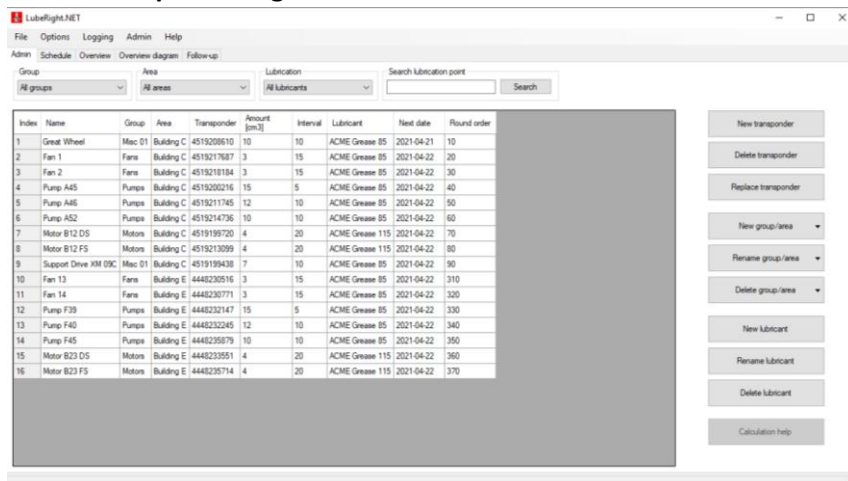 LubeRight.NET
File Options Logging Admin Help
Admin Schedule Overview Overview diagram Follow-up
Group Area Lubrication Search lubrication point
All groups All areas All lubricants Search
Index Name Group Area Transponder Amount [cm3] Interval Lubricant Next date Round order
1 Great Wheel Misc 01 Building C 4519208610 10 10 ACME Grease 85 2021-04-21 10
2 Fan 1 Fans Building C 4519217687 3 15 ACME Grease 85 2021-04-22 20
3 Fan 2 Fans Building C 4519218184 3 15 ACME Grease 85 2021-04-22 30
4 Pump A45 Pumps Building C 4519200216 15 5 ACME Grease 85 2021-04-22 40
5 Pump A46 Pumps Building C 4519211745 12 10 ACME Grease 85 2021-04-22 50
6 Pump A52 Pumps Building C 4519214736 10 10 ACME Grease 85 2021-04-22 60
7 Motor B12 DS Motors Building C 4519199720 4 20 ACME Grease 115 2021-04-22 70
8 Motor B12 FS Motors Building C 4519213099 4 20 ACME Grease 115 2021-04-22 80
9 Support Drive XM 09C Misc 01 Building C 4519199438 7 10 ACME Grease 85 2021-04-22 90
10 Fan 13 Fans Building E 4448230516 3 15 ACME Grease 85 2021-04-22 310
11 Fan 14 Fans Building E 4448230771 3 15 ACME Grease 85 2021-04-22 320
12 Pump F39 Pumps Building E 4448232147 15 5 ACME Grease 85 2021-04-22 330
13 Pump F40 Pumps Building E 4448232245 12 10 ACME Grease 85 2021-04-22 340
14 Pump F45 Pumps Building E 4448235879 10 10 ACME Grease 85 2021-04-22 350
15 Motor B23 DS Motors Building E 4448233551 4 20 ACME Grease 115 2021-04-22 360
16 Motor B23 FS Motors Building E 4448235714 4 20 ACME Grease 115 2021-04-22 370
New transponder
Delete transponder
Replace transponder
New group/area
Rename group/area
Delete group/area
New lubricant
Rename lubricant
Delete lubricant
Calculation help